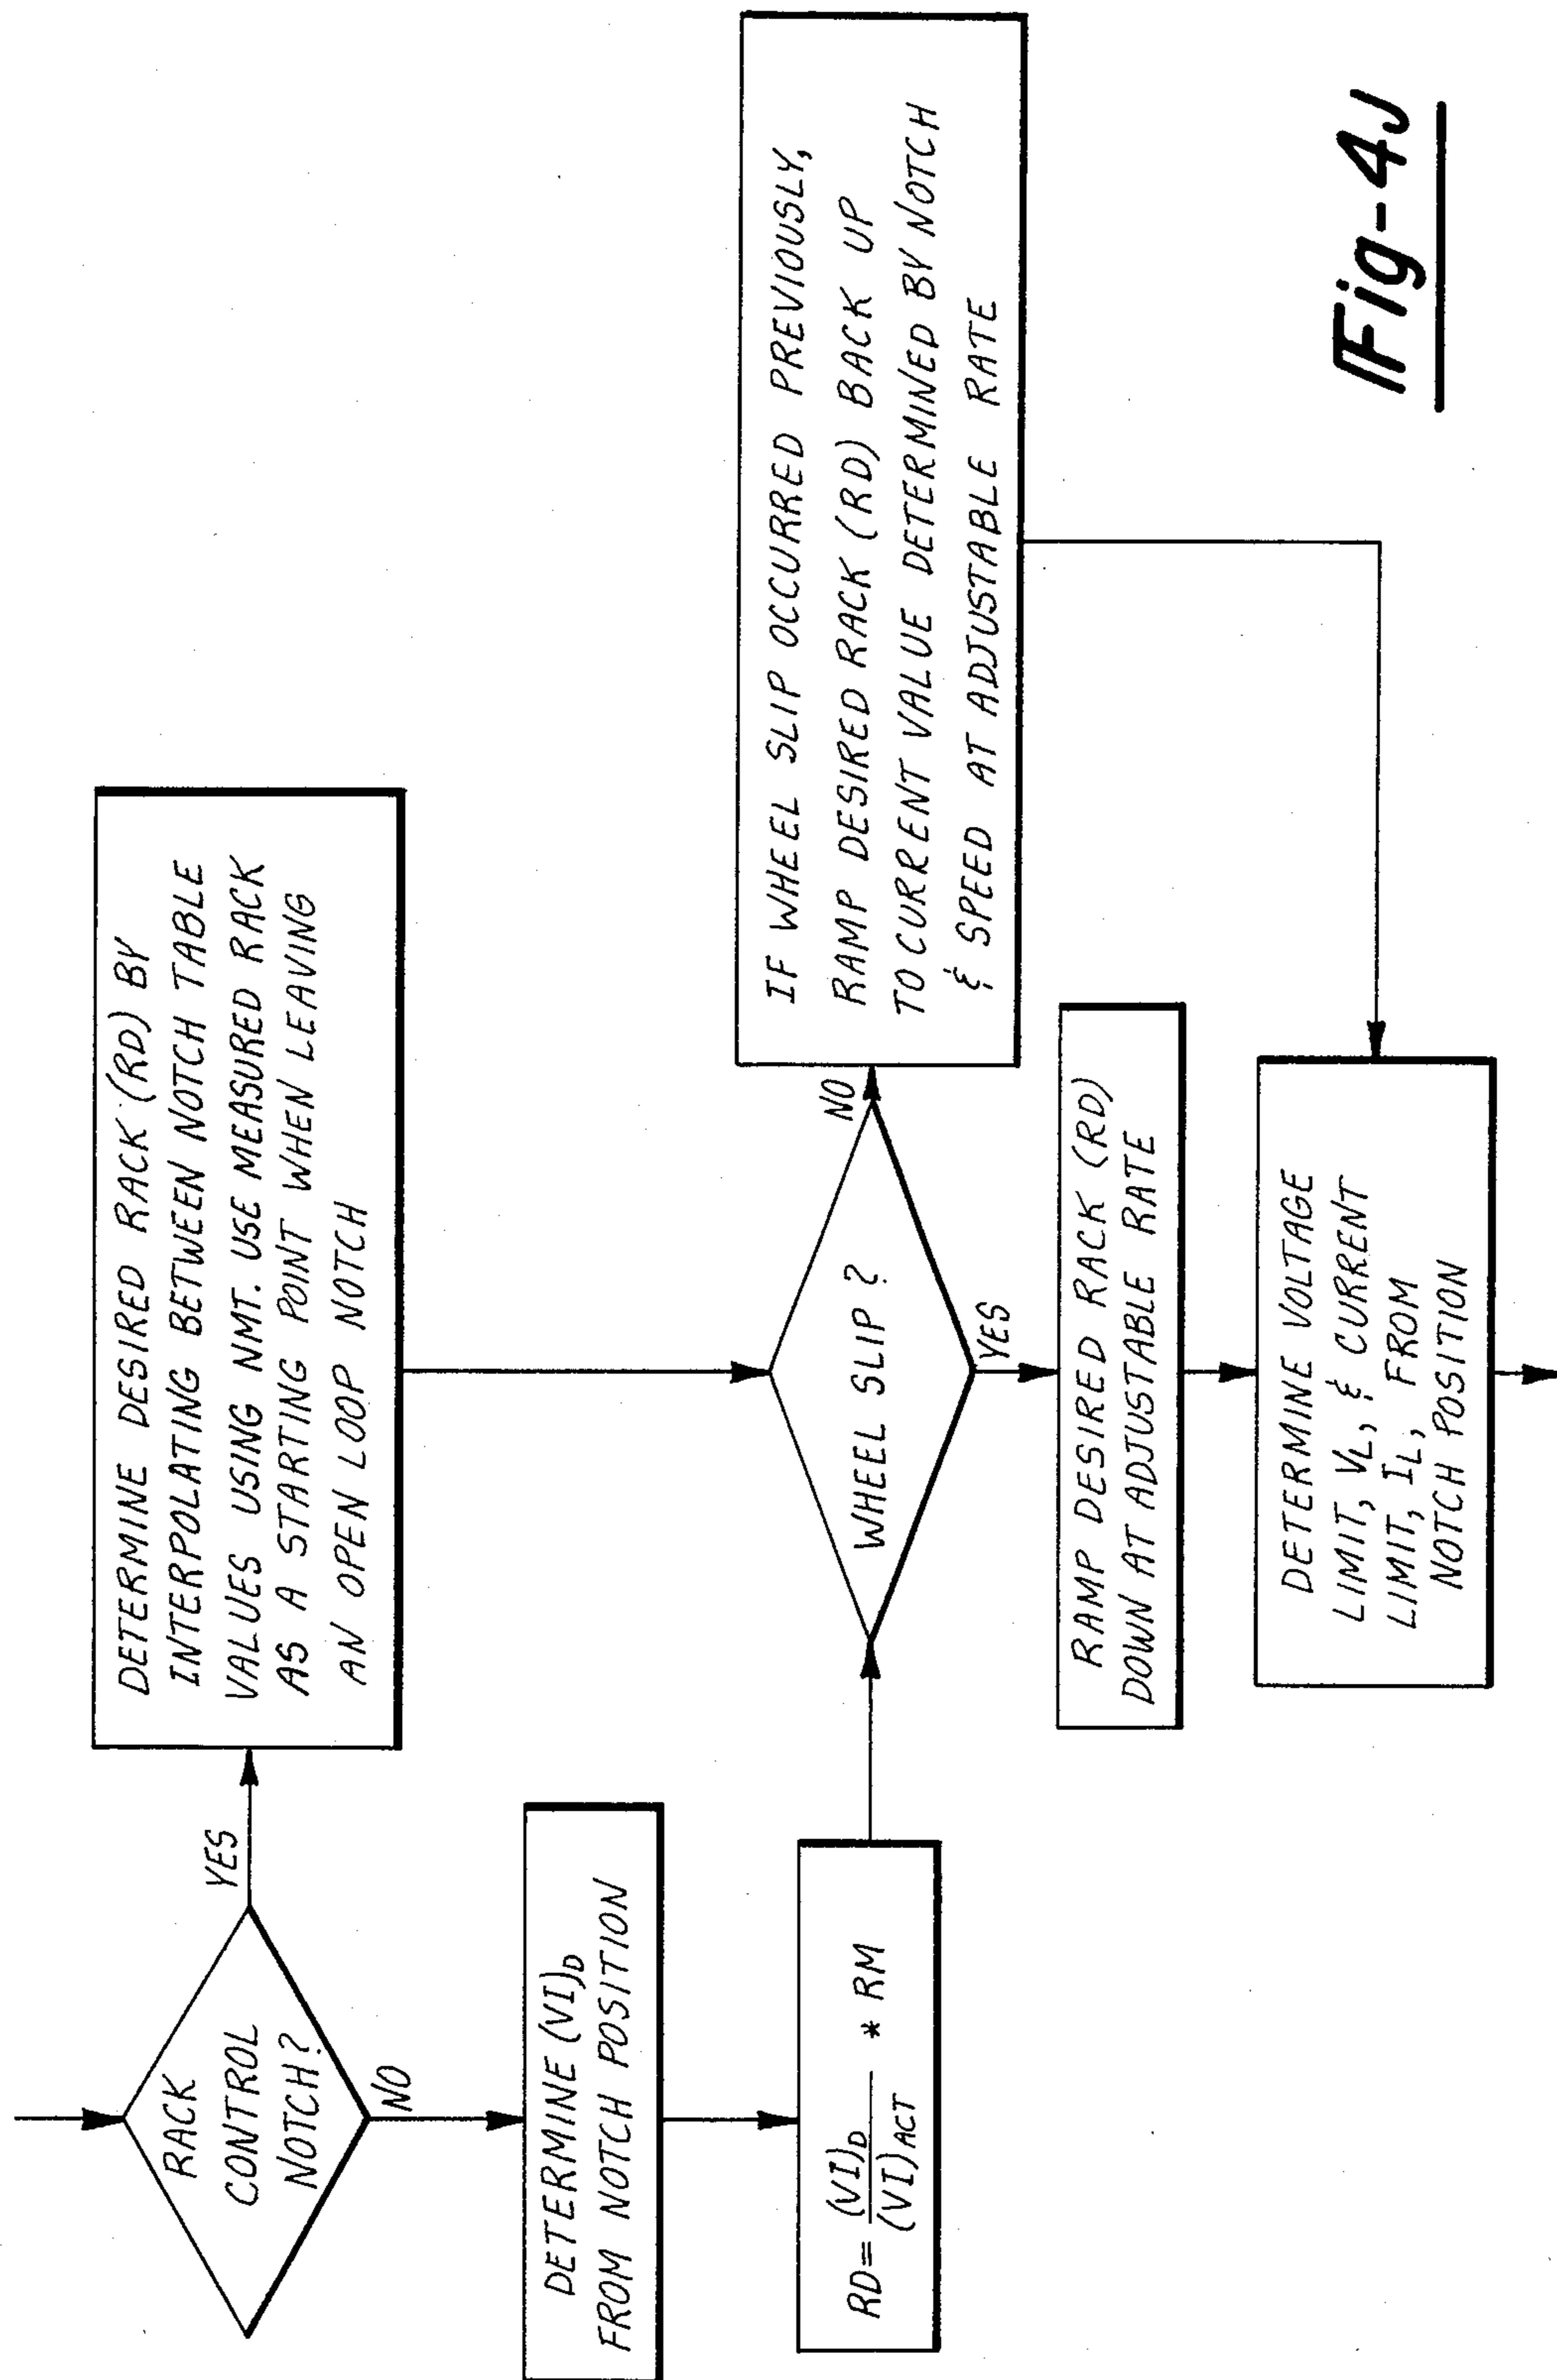 RACK
CONTROL
NOTCH?
YES
NO
DETERMINE DESIRED RACK (RD) BY
INTERPOLATING BETWEEN NOTCH TABLE
VALUES USING NMT. USE MEASURED RACK
AS A STARTING POINT WHEN LEAVING
AN OPEN LOOP NOTCH
DETERMINE (VI)D
FROM NOTCH POSITION
RD= (VI)D
(VI)ACT
* RM
WHEEL SLIP?
NO
YES
IF WHEEL SLIP OCCURRED PREVIOUSLY,
RAMP DESIRED RACK (RD) BACK UP
TO CURRENT VALUE DETERMINED BY NOTCH
& SPEED AT ADJUSTABLE RATE
RAMP DESIRED RACK (RD)
DOWN AT ADJUSTABLE RATE
DETERMINE VOLTAGE
LIMIT, VL, & CURRENT
LIMIT, IL, FROM
NOTCH POSITION
Fig-4J